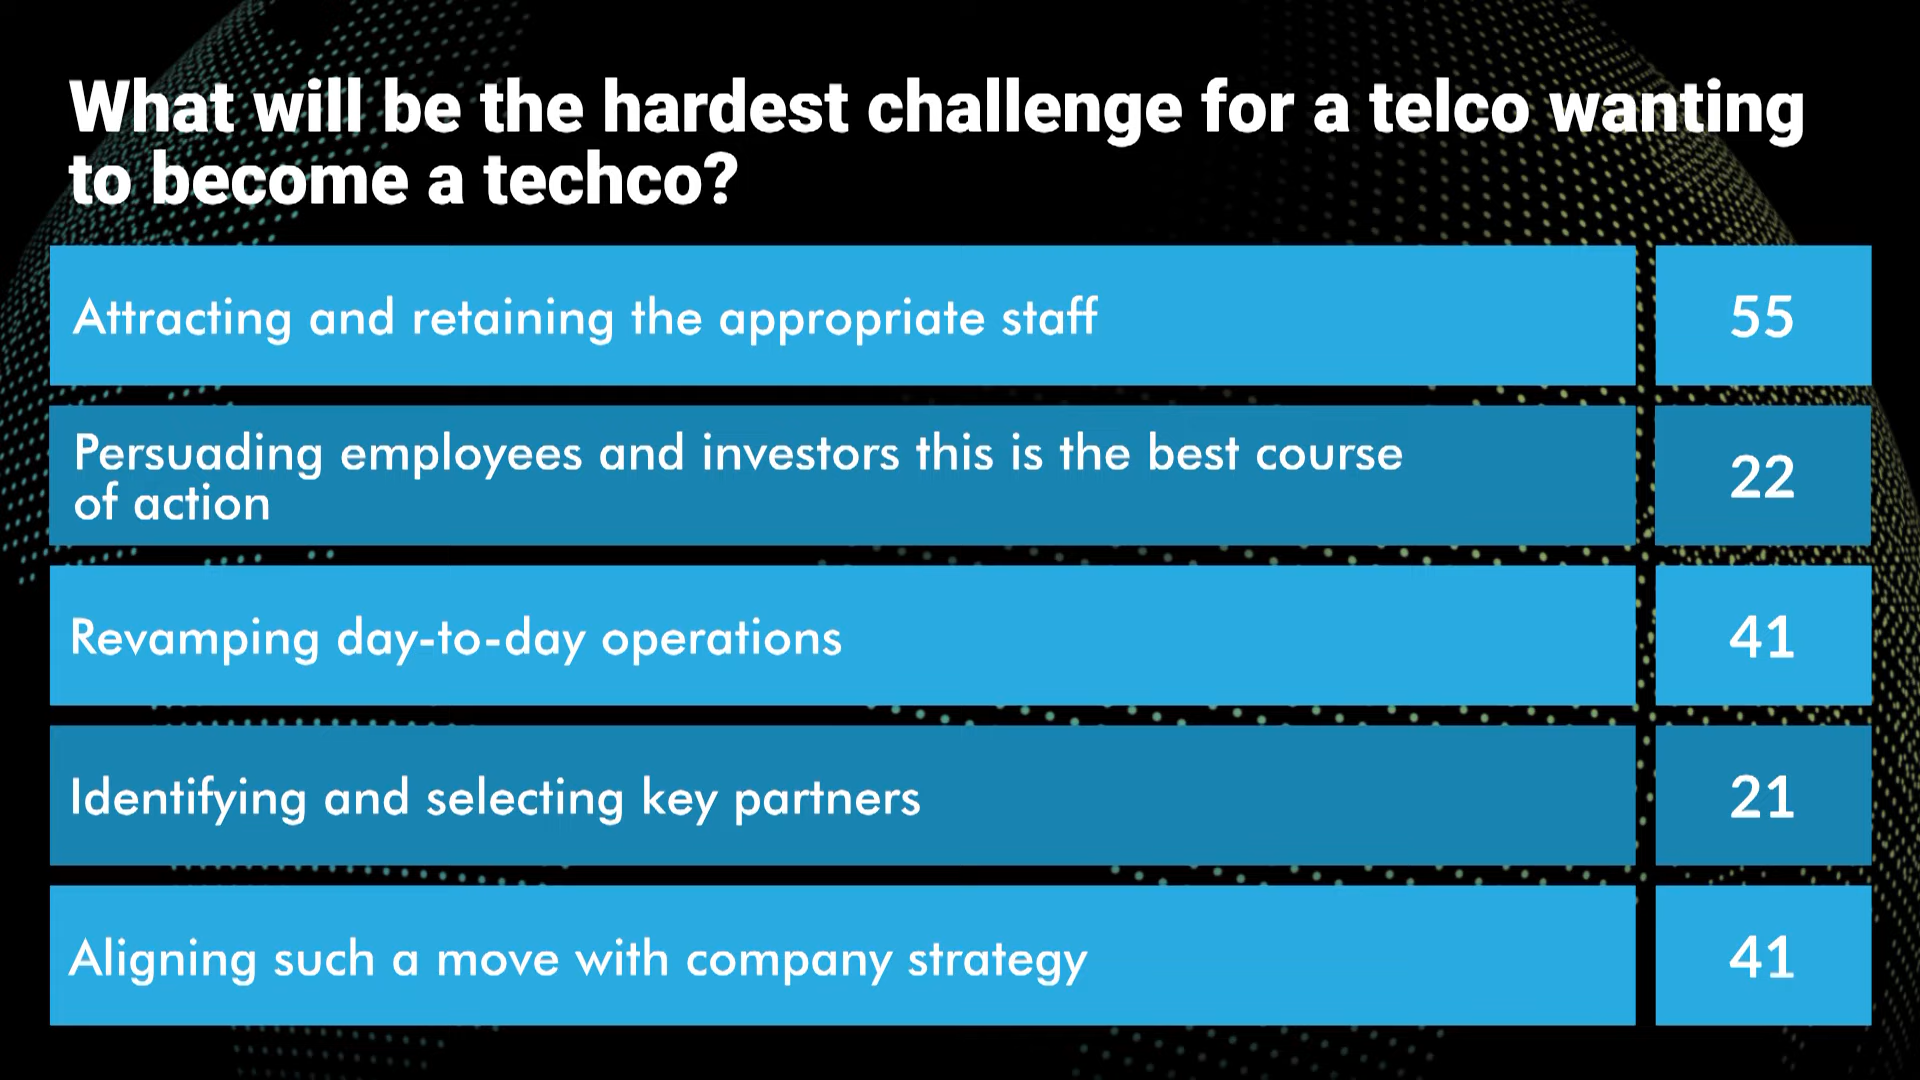 What will be the hardest challenge for a telco wanting
to become a techco?
Attracting and retaining the appropriate staff
55
Persuading employees and investors this is the best course
of action
22
Revamping day-to-day operations
41
Identifying and selecting key partners
21
Aligning such a move with company strategy
41